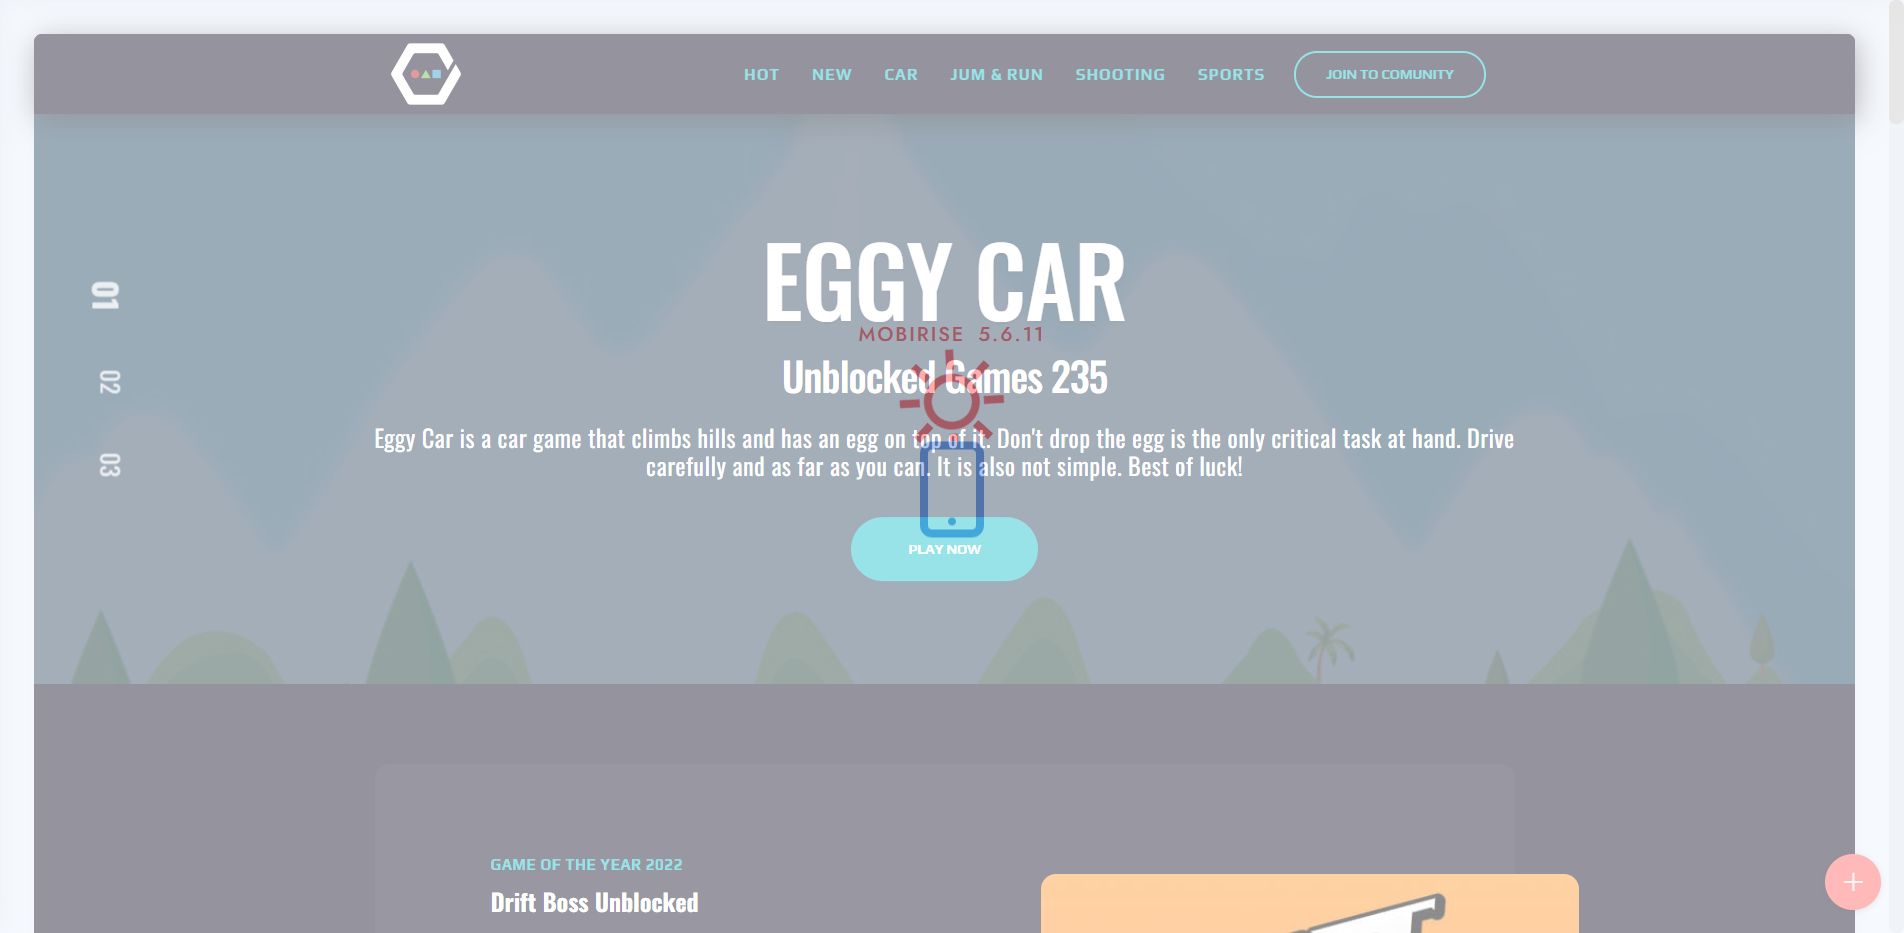 HOT NEW CAR JUM & RUN SHOOTING SPORTS JOIN TO COMUNITY
EGGY CAR
MOBIRISE 5.6.11
Unblocked Games 235
Eggy Car is a car game that climbs hills and has an egg on top of it. Don't drop the egg is the only critical task at hand. Drive
carefully and as far as you can. It is also not simple. Best of luck!
PLAY NOW
01
02
03
GAME OF THE YEAR 2022
Drift Boss Unblocked